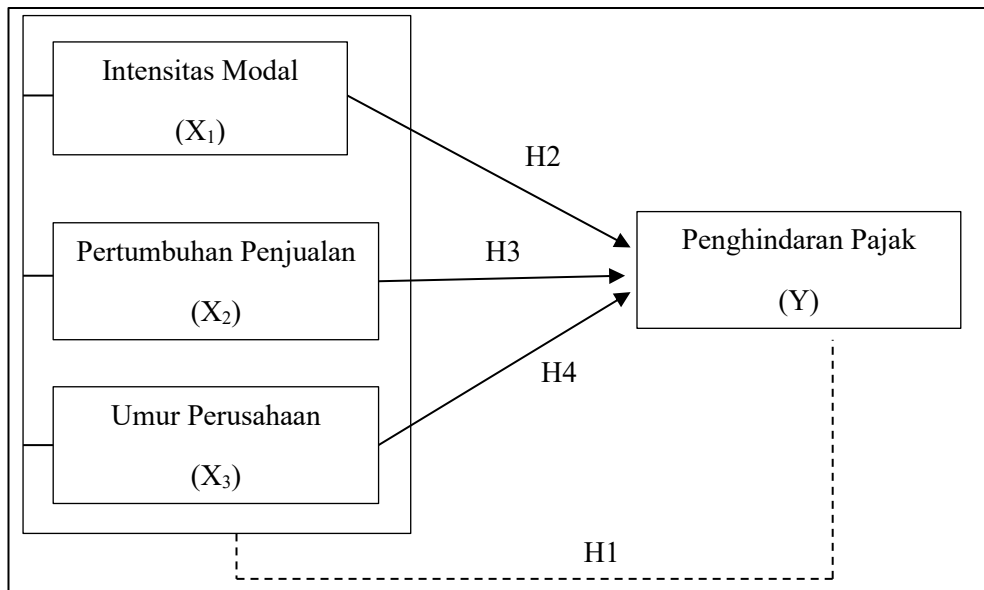 Intensitas Modal
(X₁)
H2
Pertumbuhan Penjualan
(X₂)
H3
Penghindaran Pajak
(Y)
Umur Perusahaan
(X₃)
H4
H1